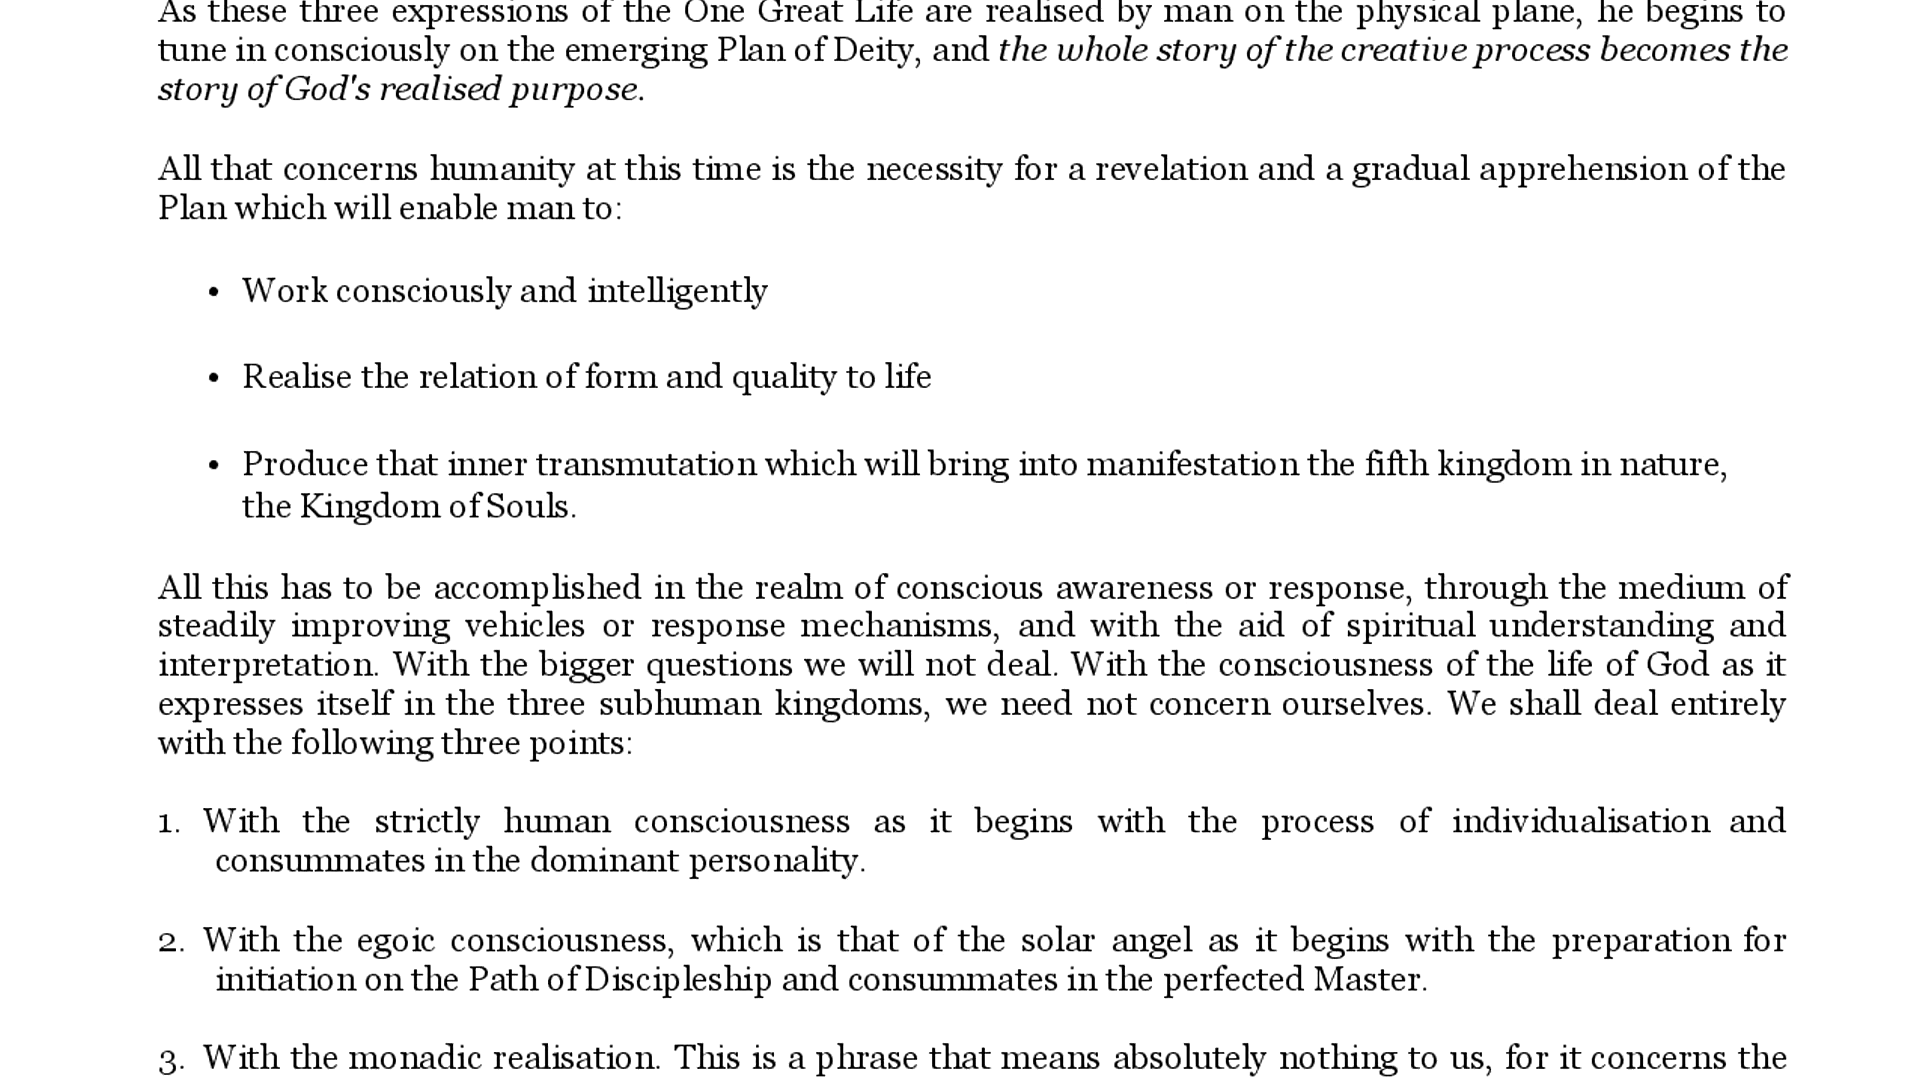 As these three expressions of the One Great Life are realised by man on the physical plane, he begins to
tune in consciously on the emerging Plan of Deity, and the whole story of the creative process becomes the
story of God's realised purpose.
All that concerns humanity at this time is the necessity for a revelation and a gradual apprehension of the
Plan which will enable man to:
• Work consciously and intelligently
• Realise the relation of form and quality to life
• Produce that inner transmutation which will bring into manifestation the fifth kingdom in nature,
the Kingdom of Souls.
All this has to be accomplished in the realm of conscious awareness or response, through the medium of
steadily improving vehicles or response mechanisms, and with the aid of spiritual understanding and
interpretation. With the bigger questions we will not deal. With the consciousness of the life of God as it
expresses itself in the three subhuman kingdoms, we need not concern ourselves. We shall deal entirely
with the following three points:
1. With the strictly human consciousness as it begins with the process of individualisation and
consummates in the dominant personality.
2. With the egoic consciousness, which is that of the solar angel as it begins with the preparation for
initiation on the Path of Discipleship and consummates in the perfected Master.
3. With the monadic realisation. This is a phrase that means absolutely nothing to us, for it concerns the